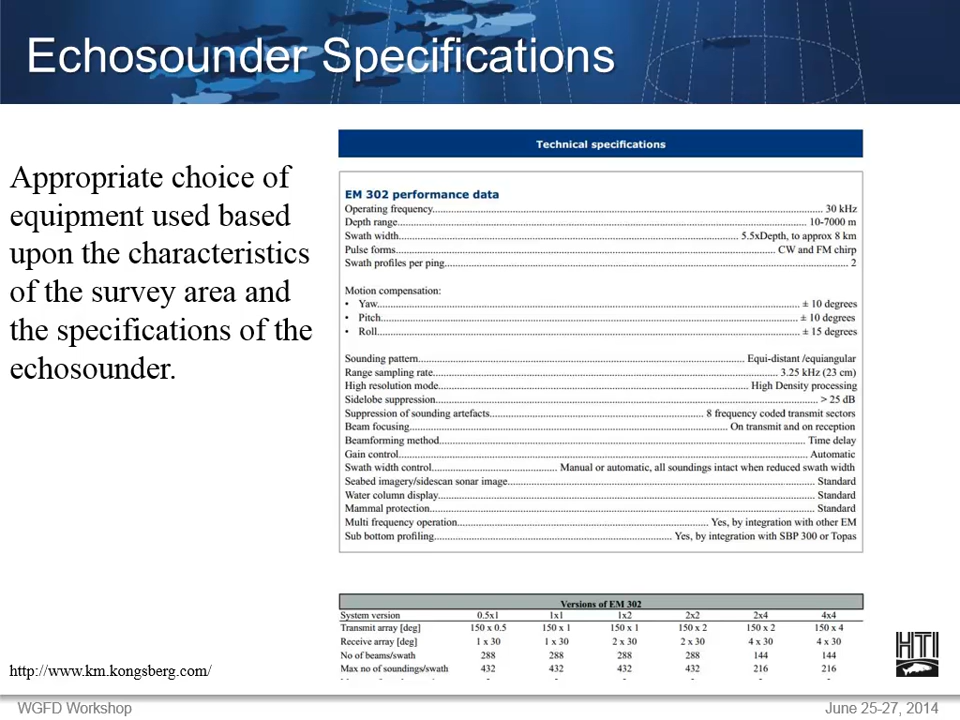 Echosounder Specifications
Appropriate choice of
equipment used based
upon the characteristics
of the survey area and
the specifications of the
echosounder.
Technical specifications
EM 302 performance data
Operating frequency.......... 30 kHz
Depth range.......... 10-7000 m
Swath width.......... 5.5xDepth, to approx 8 km
Pulse forms.......... CW and FM chirp
Swath profiles per ping.......... 2
Motion compensation:
• Yaw.......... ± 10 degrees
• Pitch.......... ± 10 degrees
• Roll.......... ± 15 degrees
Sounding pattern.......... Equi-distant /equiangular
Range sampling rate.......... 3.25 kHz (23 cm)
High resolution mode.......... High Density processing
Sidelobe suppression.......... > 25 dB
Suppression of sounding artefacts.......... 8 frequency coded transmit sectors
Beam focusing.......... On transmit and on reception
Beamforming method.......... Time delay
Gain control.......... Automatic
Swath width control.......... Manual or automatic, all soundings intact when reduced swath width
Seabed imagery/sidescan sonar image.......... Standard
Water column display.......... Standard
Mammal protection.......... Standard
Multi frequency operation.......... Yes, by integration with other EM
Sub bottom profiling.......... Yes, by integration with SBP 300 or Topas
Versions of EM 302
System version 0.5x1 1x1 1x2 2x2 2x4 4x4
Transmit array [deg] 150 x 0.5 150 x 1 150 x 1 150 x 2 150 x 2 150 x 4
Receive array [deg] 1 x 30 1 x 30 2 x 30 2 x 30 4 x 30 4 x 30
No of beams/swath 288 288 288 288 144 144
Max no of soundings/swath 432 432 432 432 216 216
http://www.km.kongsberg.com/
HTI
WGFD Workshop
June 25-27, 2014